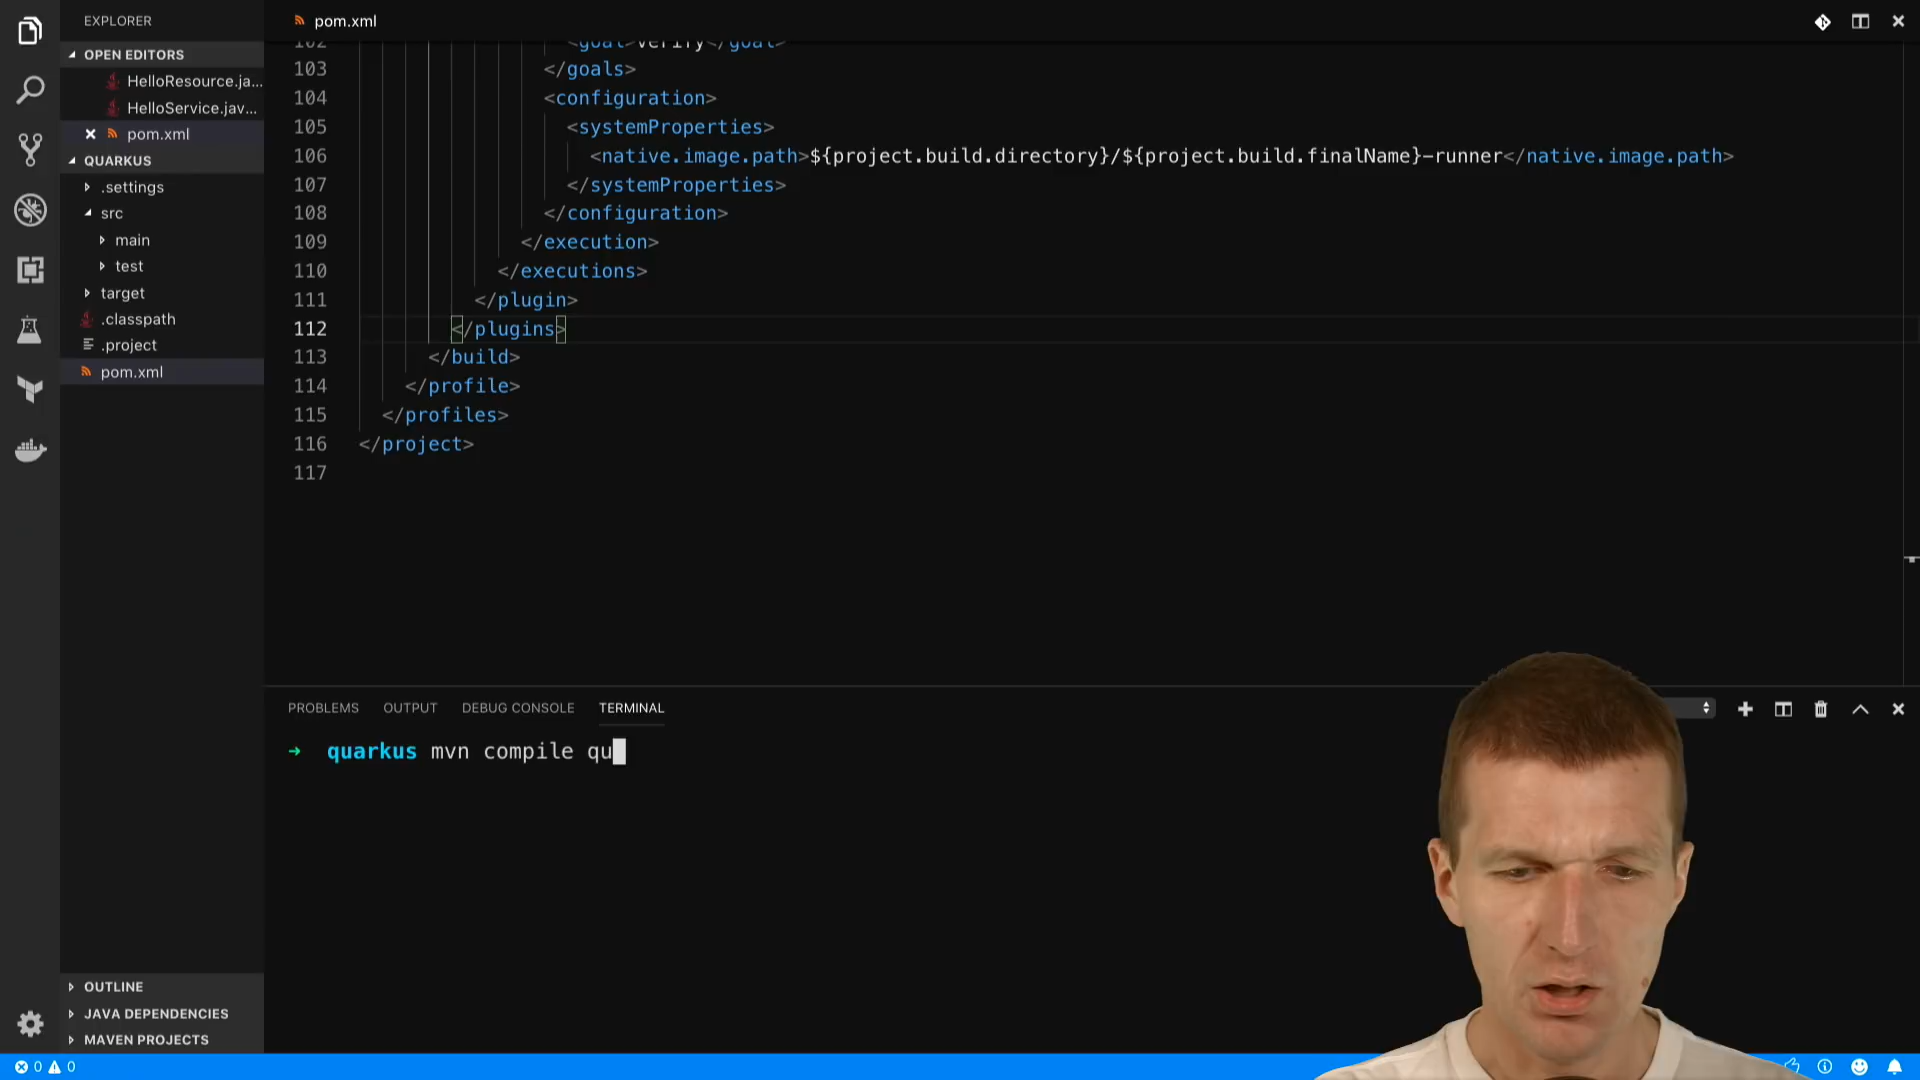 EXPLORER
OPEN EDITORS
HelloResource.ja...
HelloService.jav...
pom.xml
QUARKUS
.settings
src
main
test
target
.classpath
.project
pom.xml
OUTLINE
JAVA DEPENDENCIES
MAVEN PROJECTS
0 0
pom.xml
102 <goal>verify</goal>
103 </goals>
104 <configuration>
105 <systemProperties>
106 <native.image.path>${project.build.directory}/${project.build.finalName}-runner</native.image.path>
107 </systemProperties>
108 </configuration>
109 </execution>
110 </executions>
111 </plugin>
112 </plugins>
113 </build>
114 </profile>
115 </profiles>
116 </project>
117
PROBLEMS OUTPUT DEBUG CONSOLE TERMINAL
→ quarkus mvn compile qu